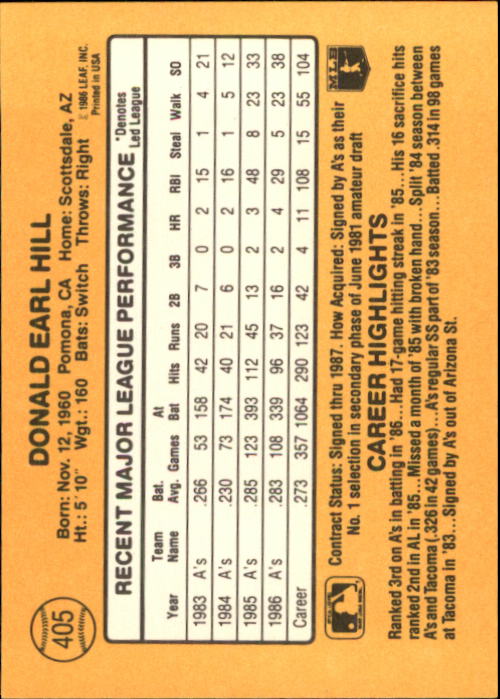 405
DONALD EARL HILL
Born: Nov. 12, 1960 Pomona, CA Home: Scottsdale, AZ
Ht.: 5' 10" Wgt.: 160 Bats: Switch Throws: Right
© 1986 LEAF, INC.
Printed in USA
RECENT MAJOR LEAGUE PERFORMANCE *Denotes Led League
Year Team Name Bat. Avg. Games At Bat Hits Runs 2B 3B HR RBI Steal Walk SO
1983 A's .266 53 158 42 20 7 0 2 15 1 4 21
1984 A's .230 73 174 40 21 6 0 2 16 1 5 12
1985 A's .285 123 393 112 45 13 2 3 48 8 23 33
1986 A's .283 108 339 96 37 16 2 4 29 5 23 38
Career .273 357 1064 290 123 42 4 11 108 15 55 104
Contract Status: Signed thru 1987. How Acquired: Signed by A's as their
No. 1 selection in secondary phase of June 1981 amateur draft
MLB
CAREER HIGHLIGHTS
Ranked 3rd on A's in batting in '86...Had 17-game hitting streak in '85...His 16 sacrifice hits
ranked 2nd in AL in '85...Missed a month of '85 with broken hand...Split '84 season between
A's and Tacoma (.326 in 42 games)...A's regular SS part of '83 season...Batted .314 in 98 games
at Tacoma in '83...Signed by A's out of Arizona St.